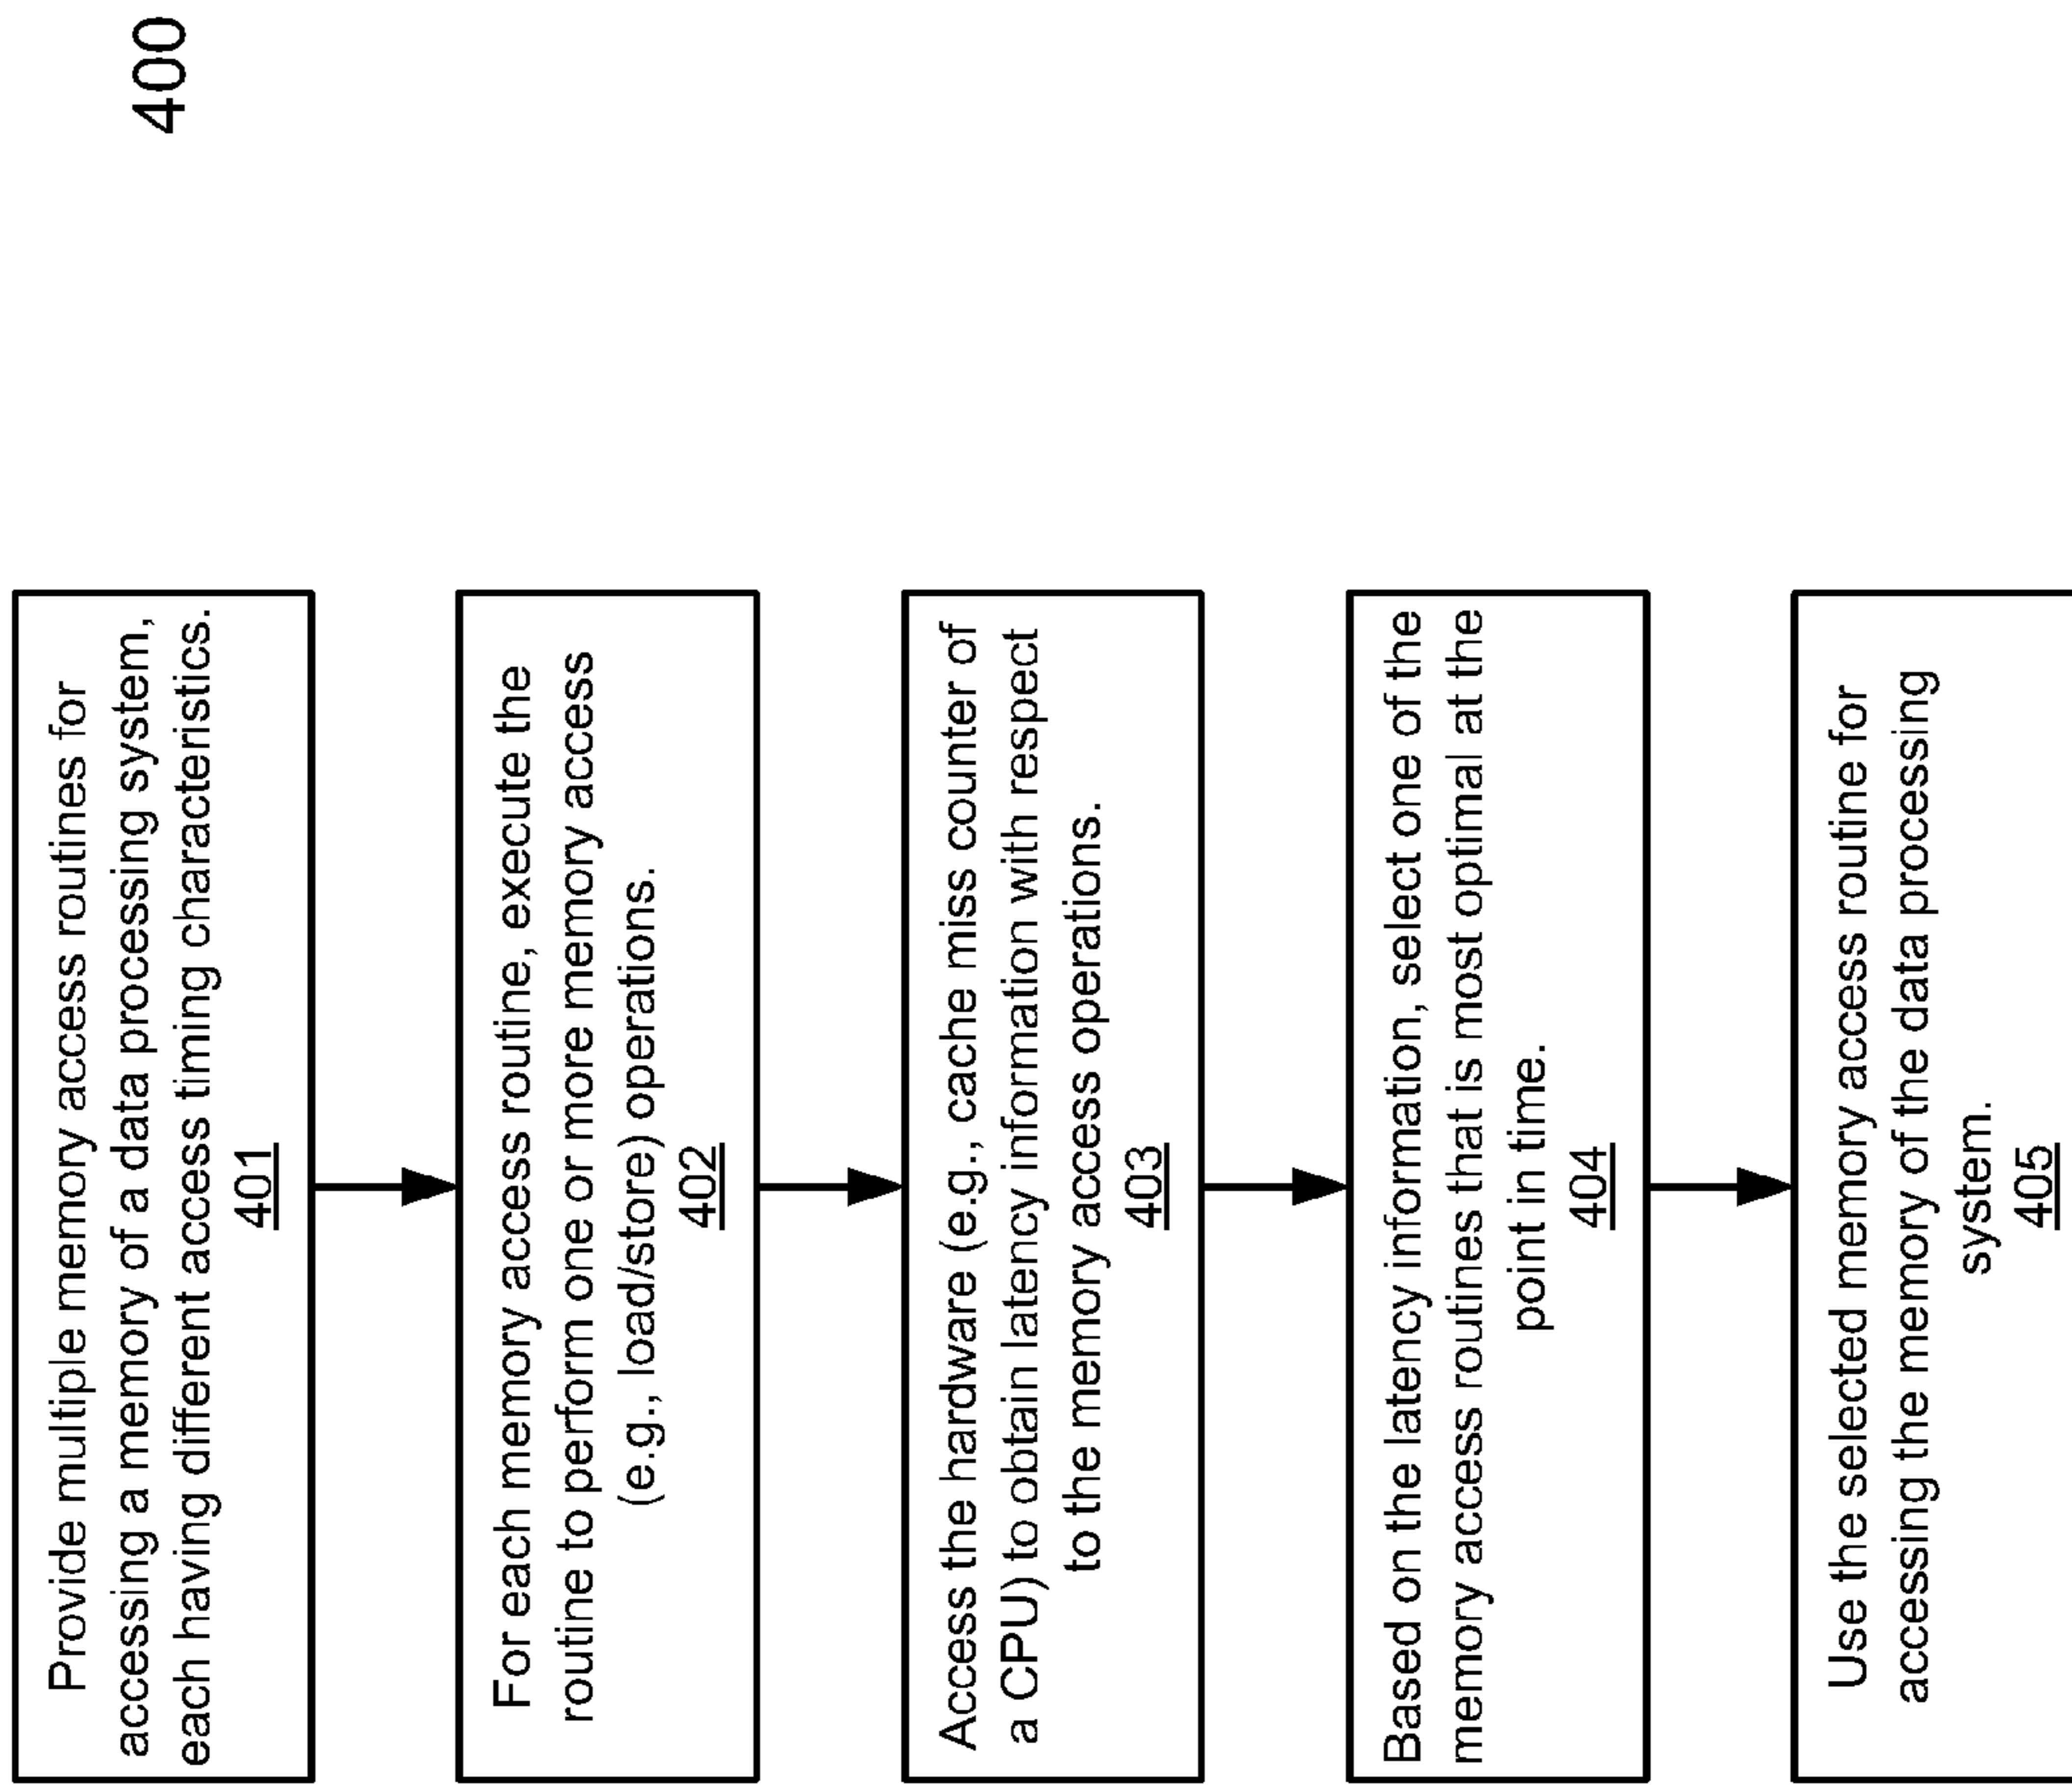 400
Provide multiple memory access routines for
accessing a memory of a data processing system,
each having different access timing characteristics.
401
For each memory access routine, execute the
routine to perform one or more memory access
(e.g., load/store) operations.
402
Access the hardware (e.g., cache miss counter of
a CPU) to obtain latency information with respect
to the memory access operations.
403
Based on the latency information, select one of the
memory access routines that is most optimal at the
point in time.
404
Use the selected memory access routine for
accessing the memory of the data processing
system.
405